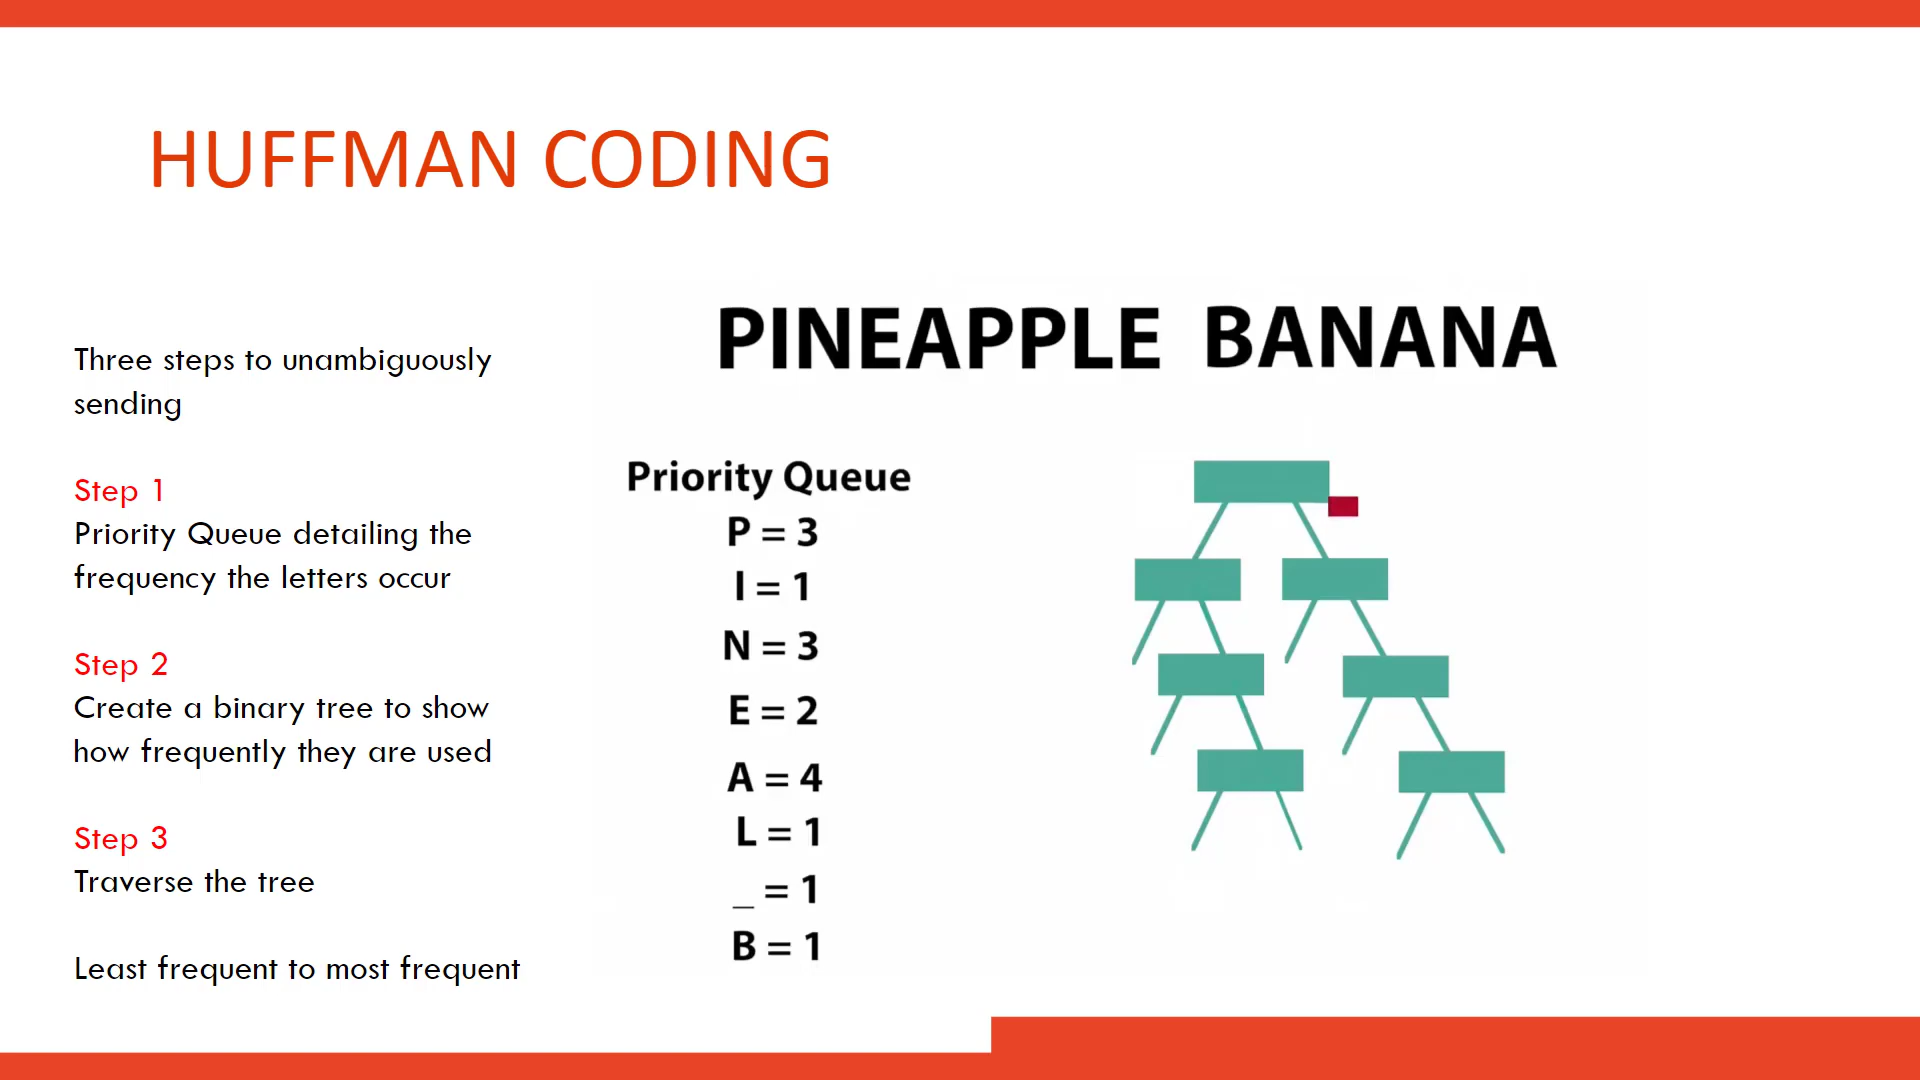 HUFFMAN CODING
Three steps to unambiguously
sending
Step 1
Priority Queue detailing the
frequency the letters occur
Step 2
Create a binary tree to show
how frequently they are used
Step 3
Traverse the tree
Least frequent to most frequent
PINEAPPLE BANANA
Priority Queue
P = 3
I = 1
N = 3
E = 2
A = 4
L = 1
_ = 1
B = 1